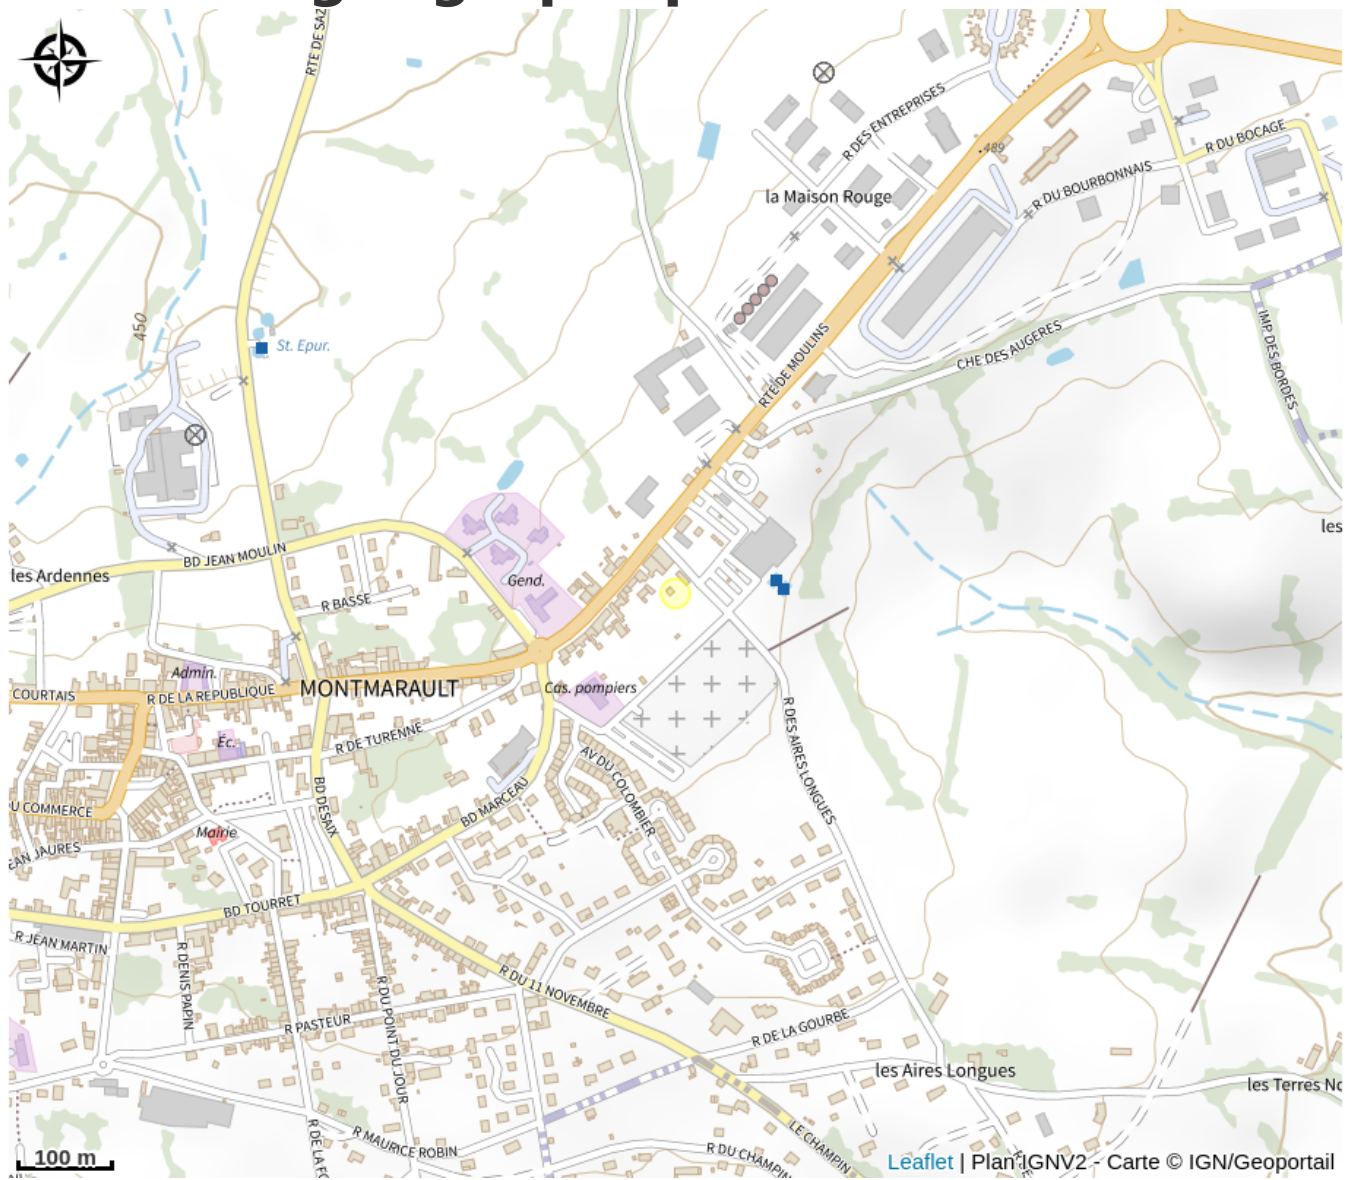 RTE DE SAZ
R DES ENTREPRISES
489
R DU BOCAGE
R DU BOURBONNAIS
la Maison Rouge
450
St. Epur.
RTE DE MOULINS
CHE DES AUGERES
IMP DES BORDES
les
BD JEAN MOULIN
les Ardennes
Gend.
R BASSE
Admin.
COURTAIS
R DE LA REPUBLIQUE
MONTMARAULT
Cas. pompiers
Éc.
R DE TURENNE
R DES AIRES LONGUES
AV DU COLOMBIER
BD DESAIX
BD MARCEAU
U COMMERCE
Mairie
EAN JAURES
BD TOURRET
R JEAN MARTIN
R DENIS PAPIN
R DU POINT DU JOUR
R DU 11 NOVEMBRE
R PASTEUR
R DE LA GOURBE
les Aires Longues
les Terres No
R MAURICE ROBIN
R DE LA FO
LE CHAMPIN
R DU CHAMPIN
100 m
Leaflet | Plan IGNV2 - Carte © IGN/Geoportail